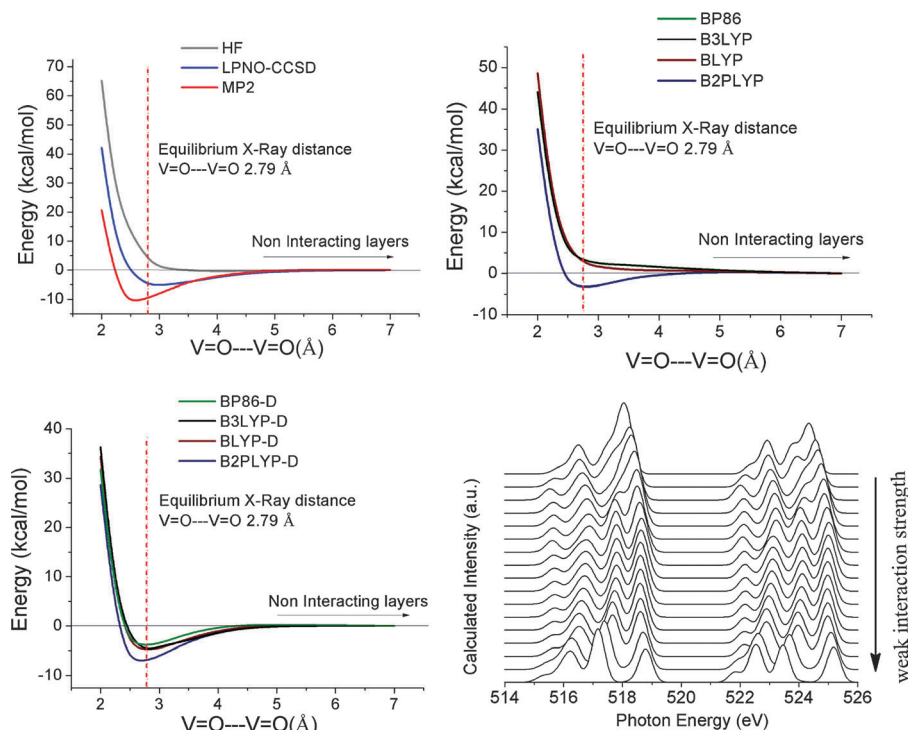 HF
LPNO-CCSD
MP2
Equilibrium X-Ray distance
V=O---V=O 2.79 Å
Non Interacting layers
Energy (kcal/mol)
70
60
50
40
30
20
10
0
-10
2 3 4 5 6 7
V=O---V=O(Å)
BP86
B3LYP
BLYP
B2PLYP
Equilibrium X-Ray distance
V=O---V=O 2.79 Å
Non Interacting layers
Energy (kcal/mol)
50
40
30
20
10
0
-10
2 3 4 5 6 7
V=O---V=O(Å)
BP86-D
B3LYP-D
BLYP-D
B2PLYP-D
Equilibrium X-Ray distance
V=O---V=O 2.79 Å
Non Interacting layers
Energy (kcal/mol)
40
30
20
10
0
-10
2 3 4 5 6 7
V=O---V=O(Å)
Calculated Intensity (a.u.)
514 516 518 520 522 524 526
Photon Energy (eV)
weak interaction strength